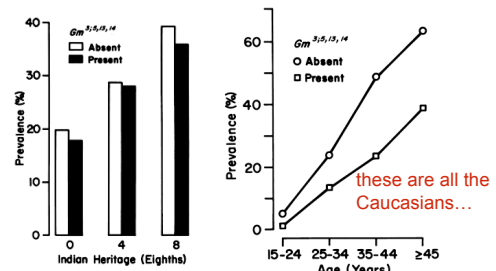 Gm3;5,13,14
Absent
Present
40
30
20
10
0
Prevalence (%)
0 4 8
Indian Heritage (Eighths)
Gm3;5,13,14
Absent
Present
60
40
20
0
Prevalence (%)
these are all the
Caucasians...
15-24 25-34 35-44 ≥45
Age (Years)